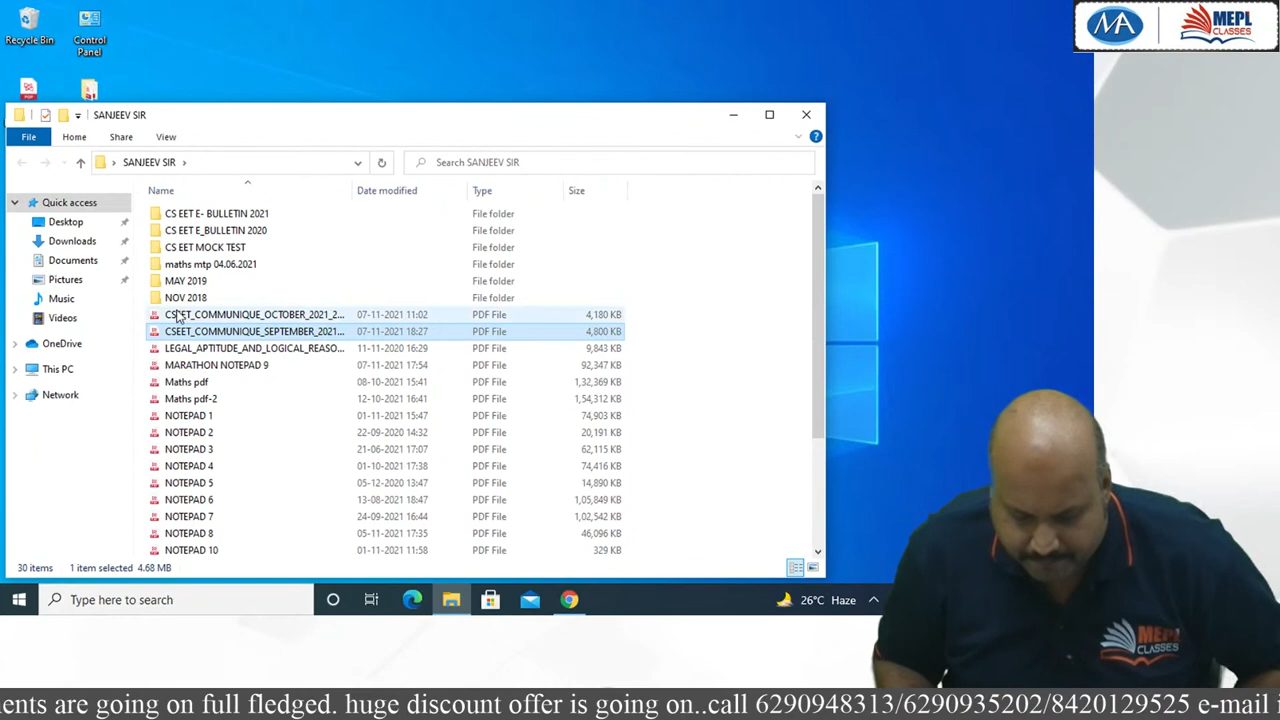 Recycle Bin
Control
Panel
MA
MEPL
CLASSES
SANJEEV SIR
File
Home
Share
View
SANJEEV SIR
Search SANJEEV SIR
Name
Date modified
Type
Size
Quick access
Desktop
Downloads
Documents
Pictures
Music
Videos
OneDrive
This PC
Network
CS EET E- BULLETIN 2021 File folder
CS EET E_BULLETIN 2020 File folder
CS EET MOCK TEST File folder
maths mtp 04.06.2021 File folder
MAY 2019 File folder
NOV 2018 File folder
CSEET_COMMUNIQUE_OCTOBER_2021_2... 07-11-2021 11:02 PDF File 4,180 KB
CSEET_COMMUNIQUE_SEPTEMBER_2021... 07-11-2021 18:27 PDF File 4,800 KB
LEGAL_APTITUDE_AND_LOGICAL_REASO... 11-11-2020 16:29 PDF File 9,843 KB
MARATHON NOTEPAD 9 07-11-2021 17:54 PDF File 92,347 KB
Maths pdf 08-10-2021 15:41 PDF File 1,32,369 KB
Maths pdf-2 12-10-2021 16:41 PDF File 1,54,312 KB
NOTEPAD 1 01-11-2021 15:47 PDF File 74,903 KB
NOTEPAD 2 22-09-2020 14:32 PDF File 20,191 KB
NOTEPAD 3 21-06-2021 17:07 PDF File 62,115 KB
NOTEPAD 4 01-10-2021 17:38 PDF File 74,416 KB
NOTEPAD 5 05-12-2020 13:47 PDF File 14,890 KB
NOTEPAD 6 13-08-2021 18:47 PDF File 1,05,849 KB
NOTEPAD 7 24-09-2021 16:44 PDF File 1,02,542 KB
NOTEPAD 8 05-11-2021 17:35 PDF File 46,096 KB
NOTEPAD 10 01-11-2021 11:58 PDF File 329 KB
30 items 1 item selected 4.68 MB
Type here to search
26°C Haze
MEPL
CLASSES
ents are going on full fledged. huge discount offer is going on..call 6290948313/6290935202/8420129525 e-mail